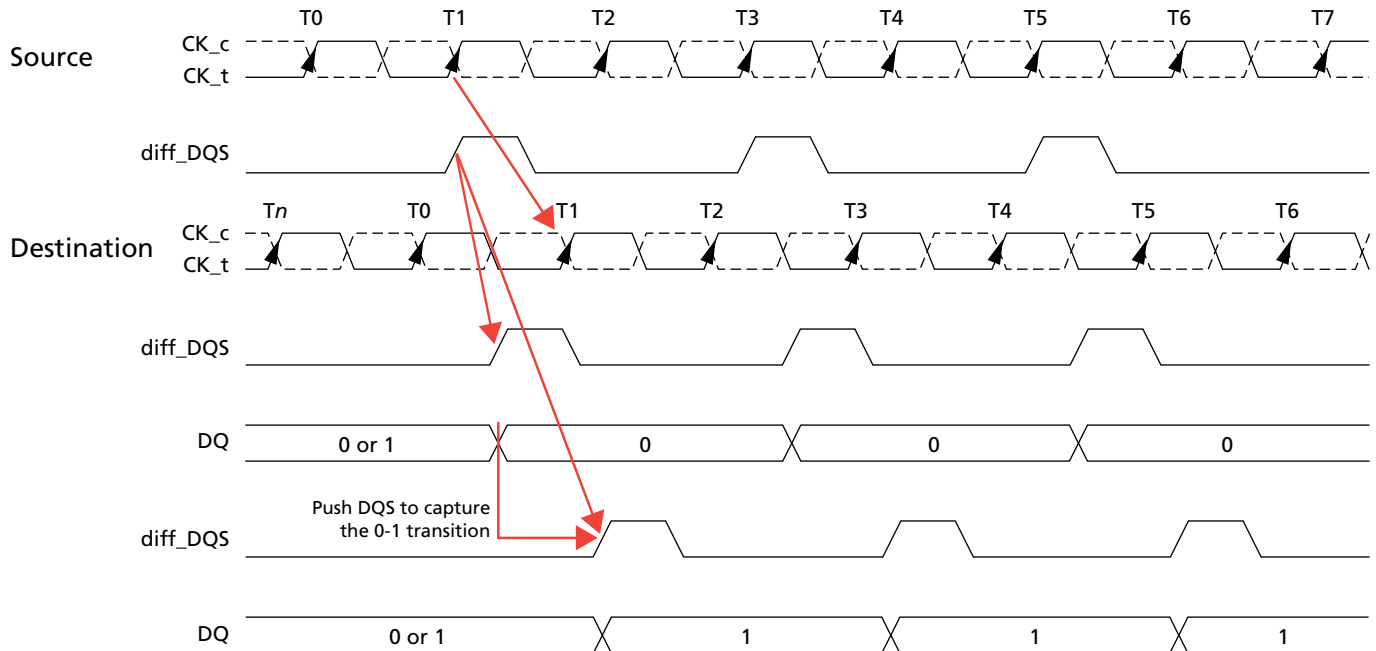 T0 T1 T2 T3 T4 T5 T6 T7
Source
CK_c
CK_t
diff_DQS
Tn T0 T1 T2 T3 T4 T5 T6
Destination
CK_c
CK_t
diff_DQS
DQ 0 or 1 0 0 0
Push DQS to capture
the 0-1 transition
diff_DQS
DQ 0 or 1 1 1 1